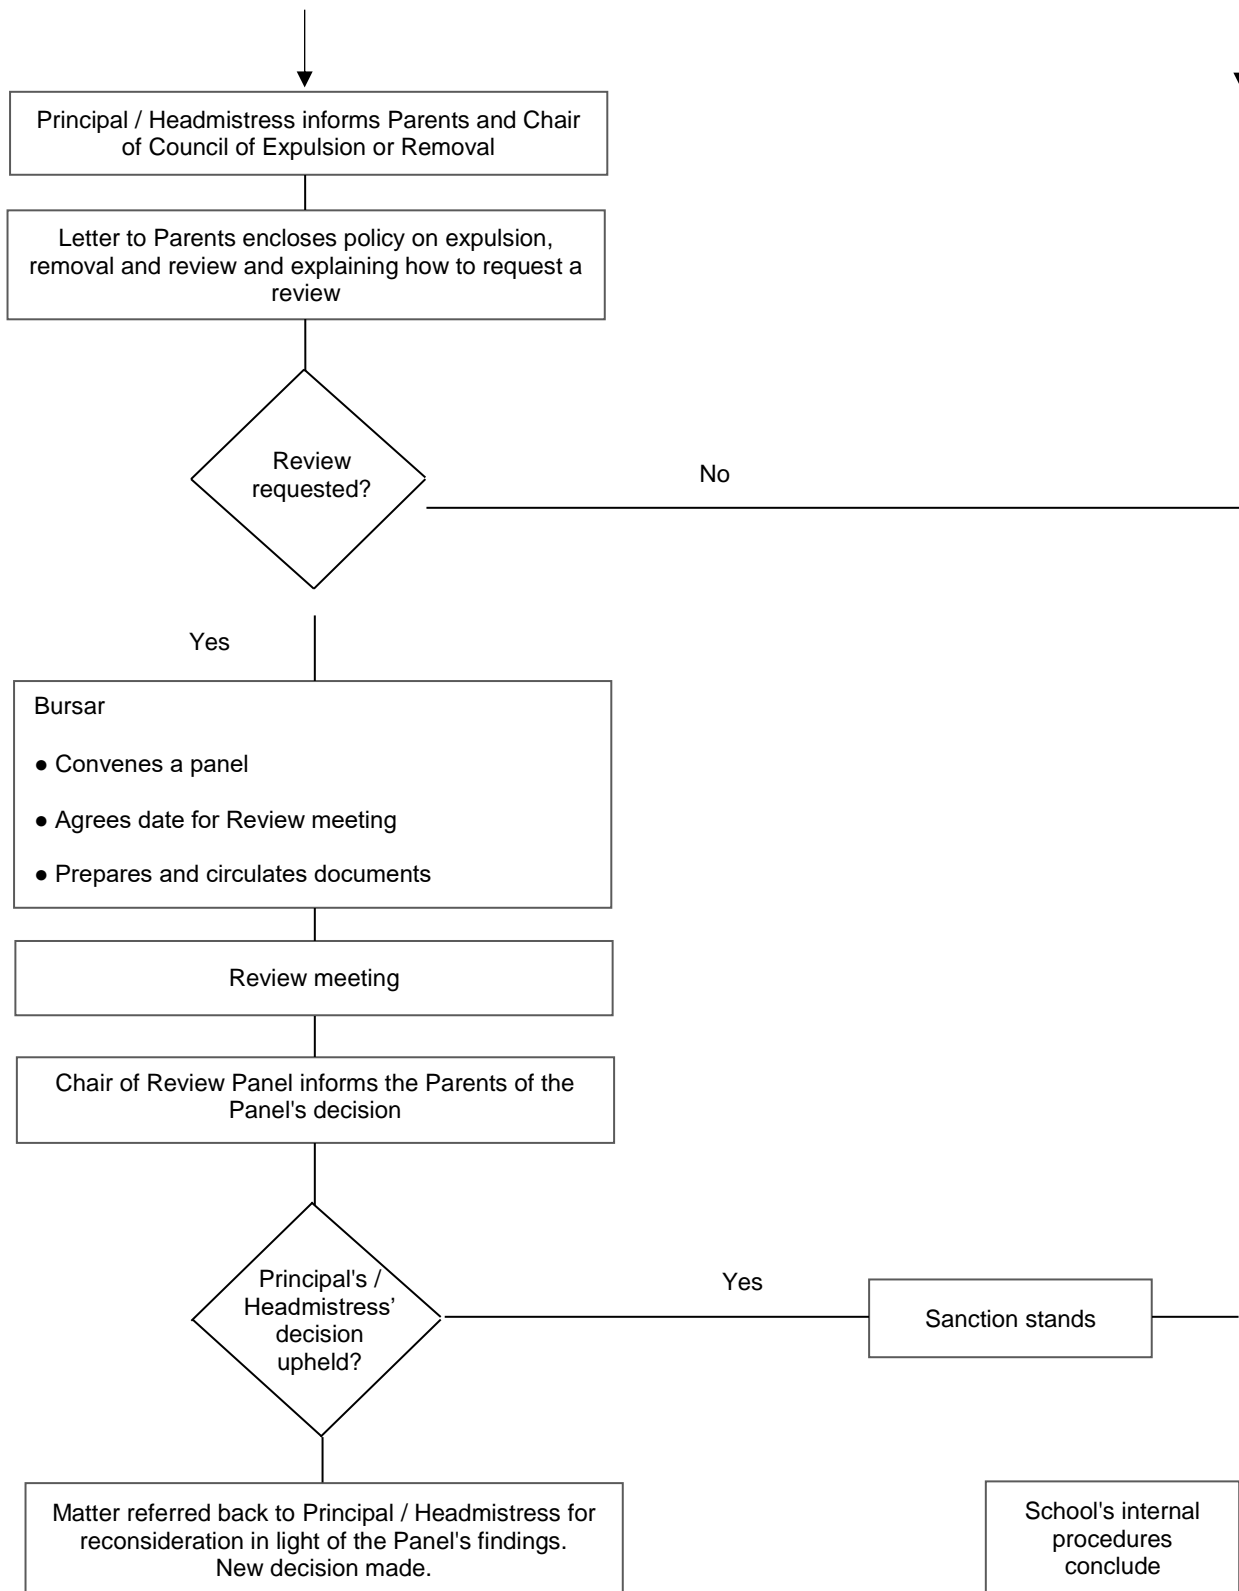 Principal / Headmistress informs Parents and Chair
of Council of Expulsion or Removal
Letter to Parents encloses policy on expulsion,
removal and review and explaining how to request a
review
Review
requested?
No
Yes
Bursar
● Convenes a panel
● Agrees date for Review meeting
● Prepares and circulates documents
Review meeting
Chair of Review Panel informs the Parents of the
Panel's decision
Principal's /
Headmistress’
decision
upheld?
Yes
Sanction stands
Matter referred back to Principal / Headmistress for
reconsideration in light of the Panel's findings.
New decision made.
School's internal
procedures
conclude